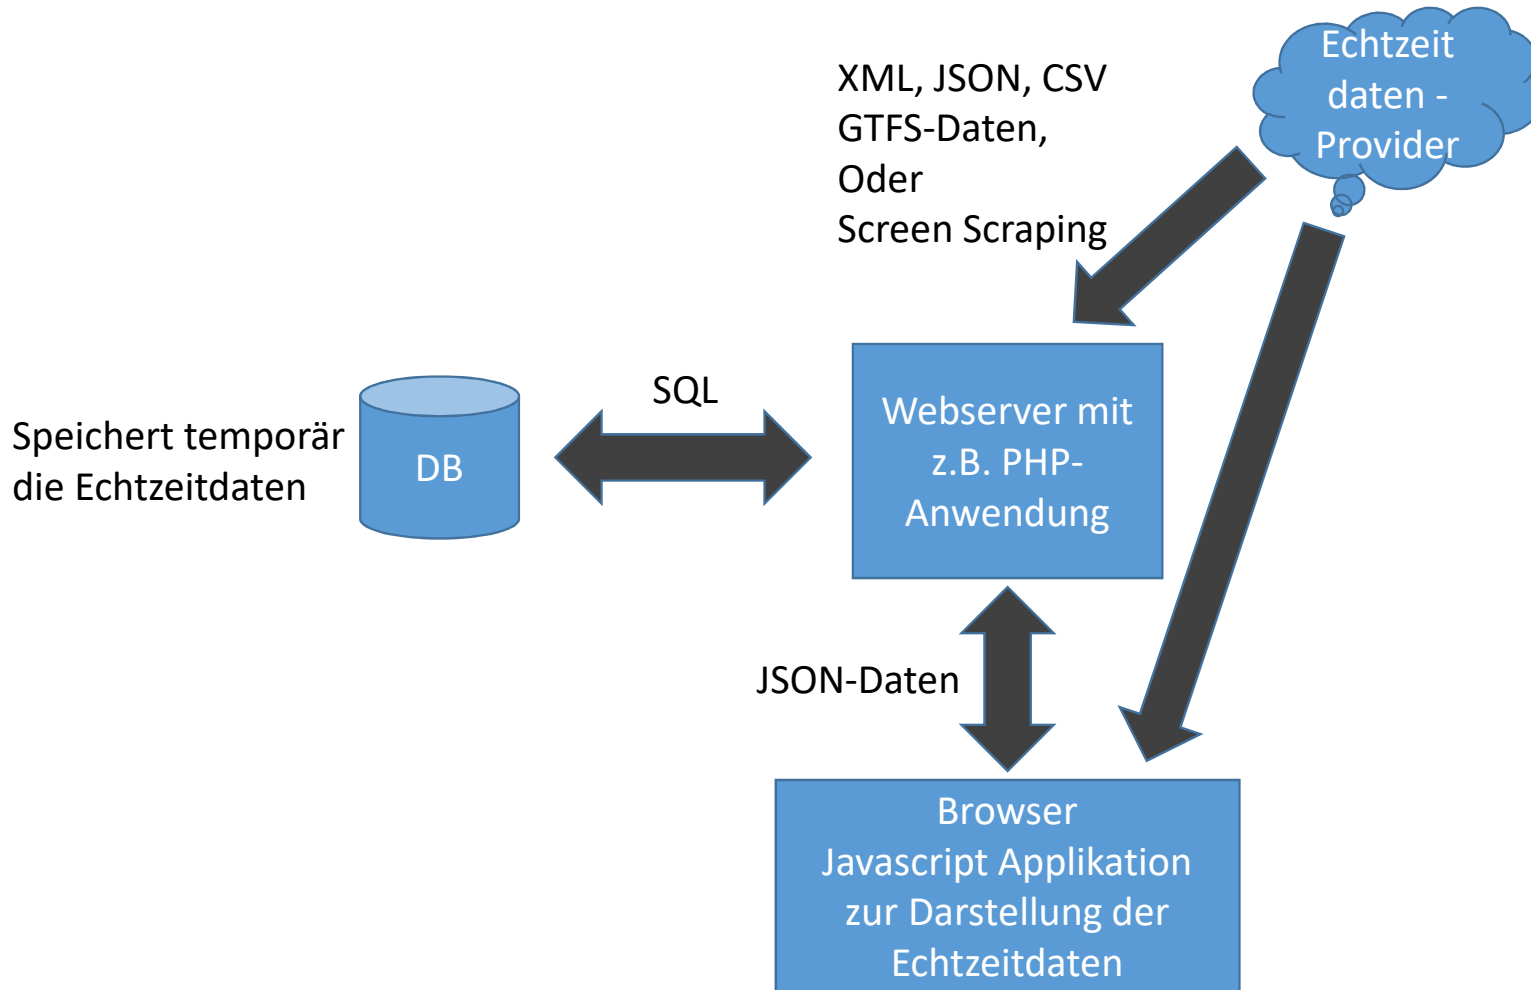 Echtzeit
daten -
Provider
XML, JSON, CSV
GTFS-Daten,
Oder
Screen Scraping
SQL
Speichert temporär
die Echtzeitdaten
DB
Webserver mit
z.B. PHP-
Anwendung
JSON-Daten
Browser
Javascript Applikation
zur Darstellung der
Echtzeitdaten